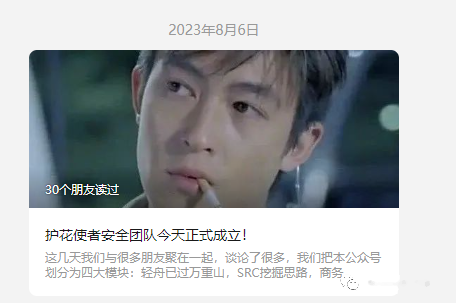 2023年8月6日
30个朋友读过
护花使者安全团队今天正式成立！
这几天我们与很多朋友聚在一起，谈论了很多，我们把本公众号
划分为四大模块：轻舟已过万重山，SRC挖掘思路，商务...